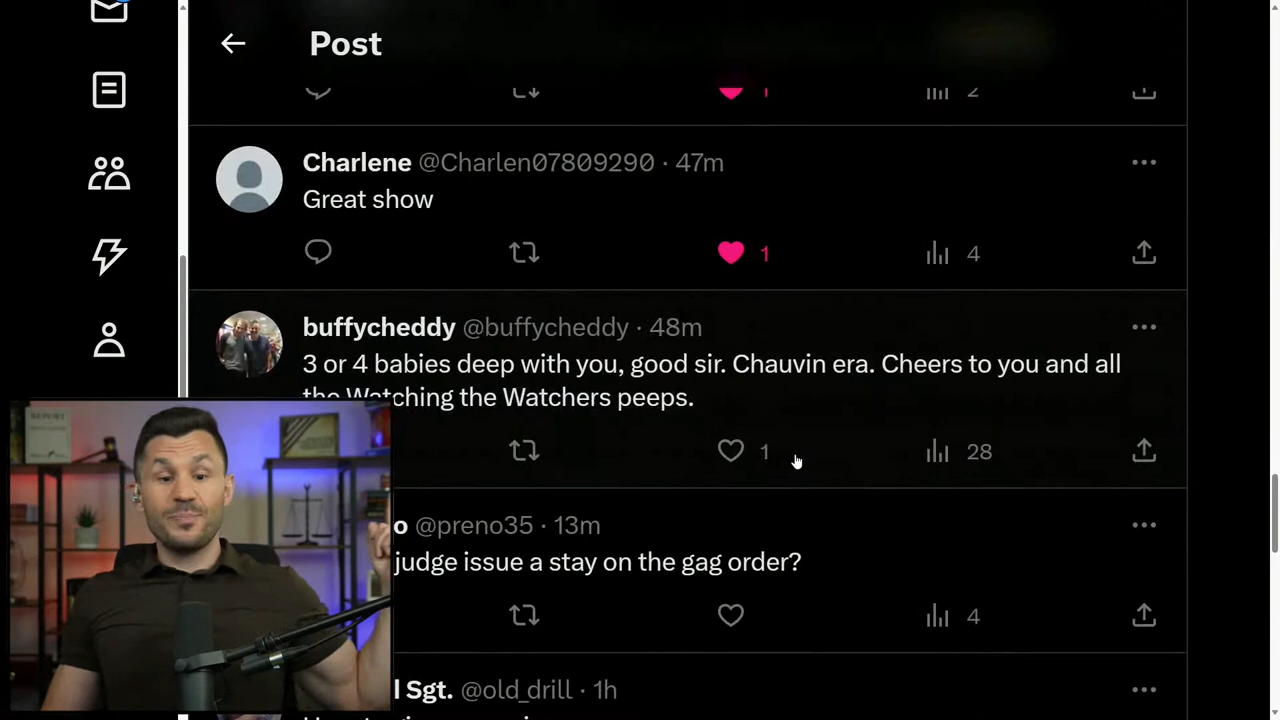 Post
1
2
Charlene @Charlen07809290 · 47m
Great show
1
4
buffycheddy @buffycheddy · 48m
3 or 4 babies deep with you, good sir. Chauvin era. Cheers to you and all
the Watching the Watchers peeps.
1
28
o @preno35 · 13m
judge issue a stay on the gag order?
4
l Sgt. @old_drill · 1h